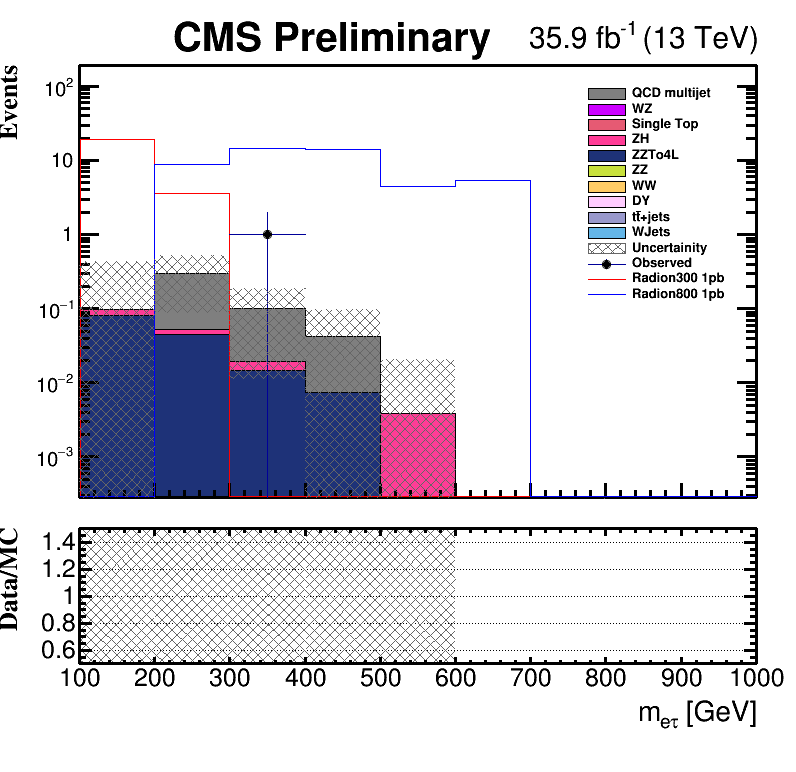 CMS Preliminary 35.9 fb⁻¹ (13 TeV)
Events
10²
10
1
10⁻¹
10⁻²
10⁻³
QCD multijet
WZ
Single Top
ZH
ZZTo4L
ZZ
WW
DY
tt̄+jets
WJets
Uncertainity
Observed
Radion300 1pb
Radion800 1pb
Data/MC
1.4
1.2
1
0.8
0.6
100 200 300 400 500 600 700 800 900 1000
m_eτ [GeV]